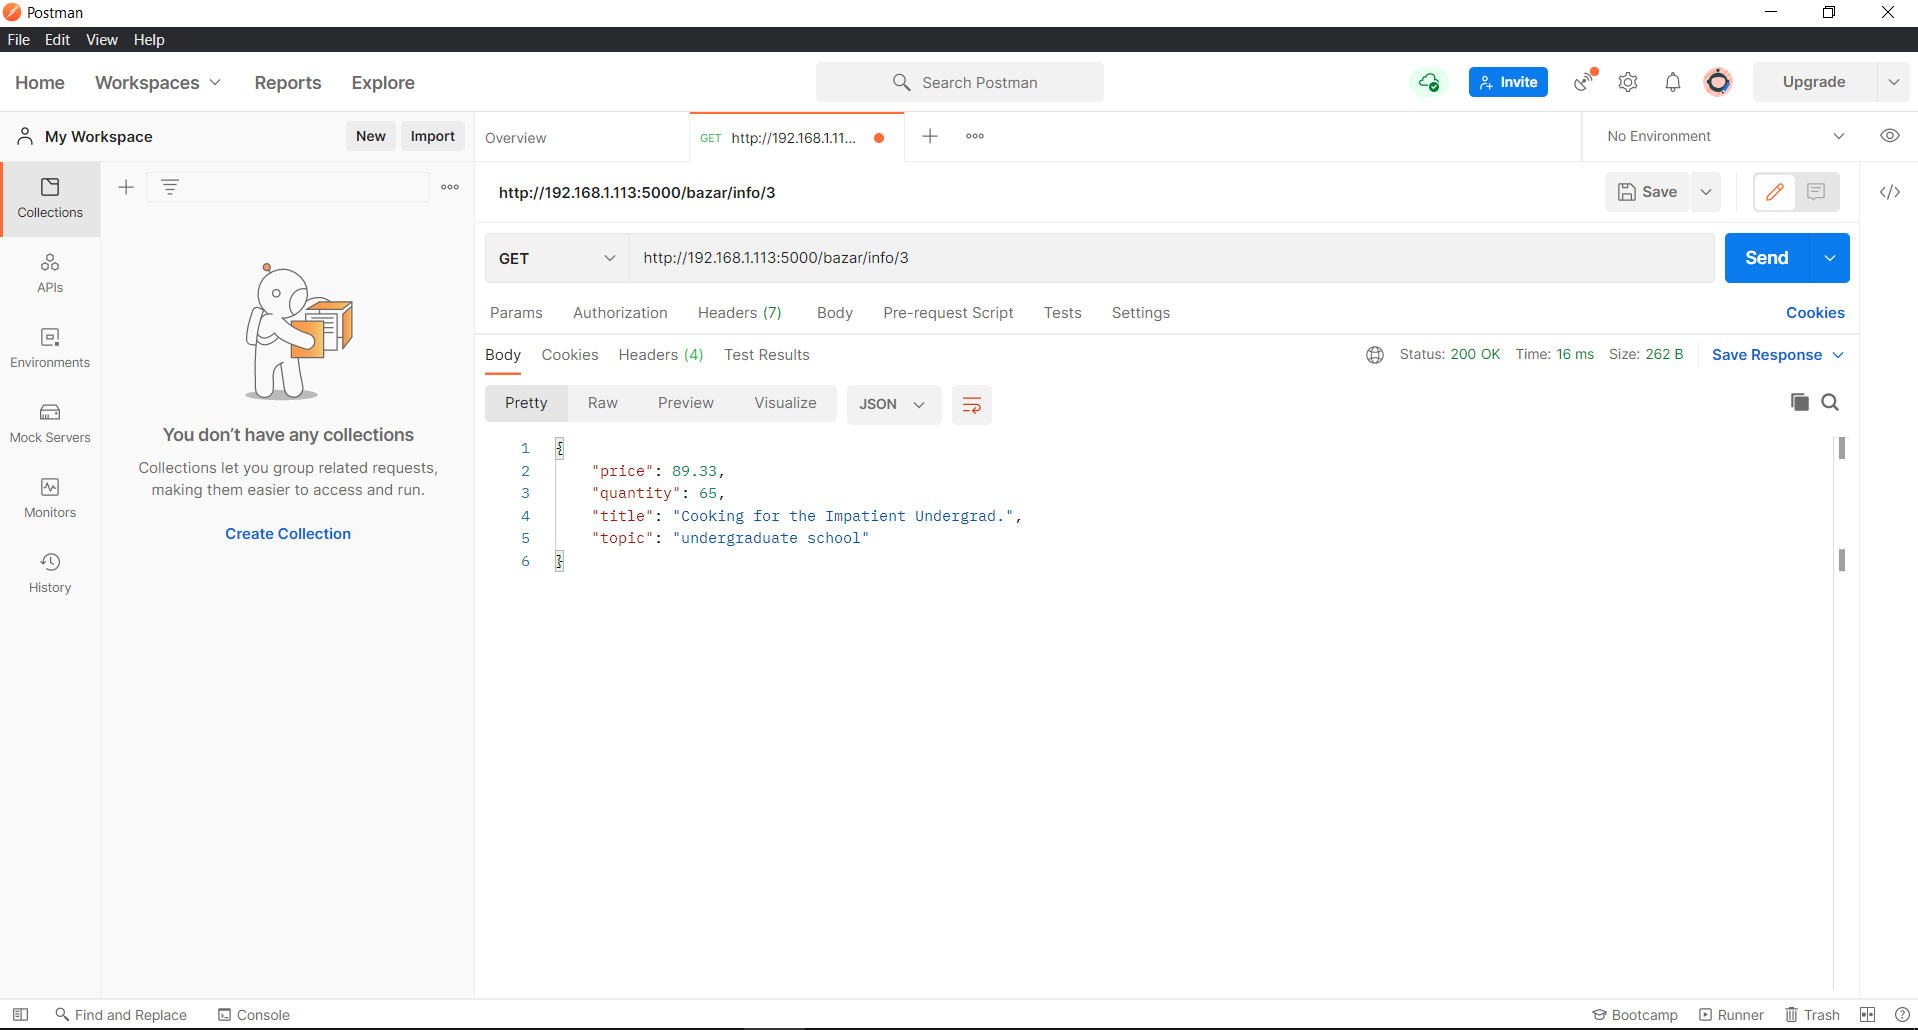 Postman
File Edit View Help
Home Workspaces Reports Explore Search Postman Invite Upgrade
My Workspace New Import Overview GET http://192.168.1.11... No Environment
http://192.168.1.113:5000/bazar/info/3 Save
Collections
GET http://192.168.1.113:5000/bazar/info/3 Send
APIs
Params Authorization Headers (7) Body Pre-request Script Tests Settings Cookies
Environments
Body Cookies Headers (4) Test Results Status: 200 OK Time: 16 ms Size: 262 B Save Response
Pretty Raw Preview Visualize JSON
Mock Servers
You don't have any collections
Collections let you group related requests,
making them easier to access and run.
Create Collection
Monitors
History
1 {
2 "price": 89.33,
3 "quantity": 65,
4 "title": "Cooking for the Impatient Undergrad.",
5 "topic": "undergraduate school"
6 }
Find and Replace Console Bootcamp Runner Trash